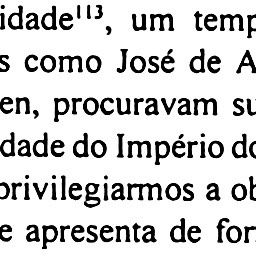 idade¹¹³, um temp
s como José de A
en, procuravam su
dade do Império do
privilegiarmos a ob
e apresenta de for